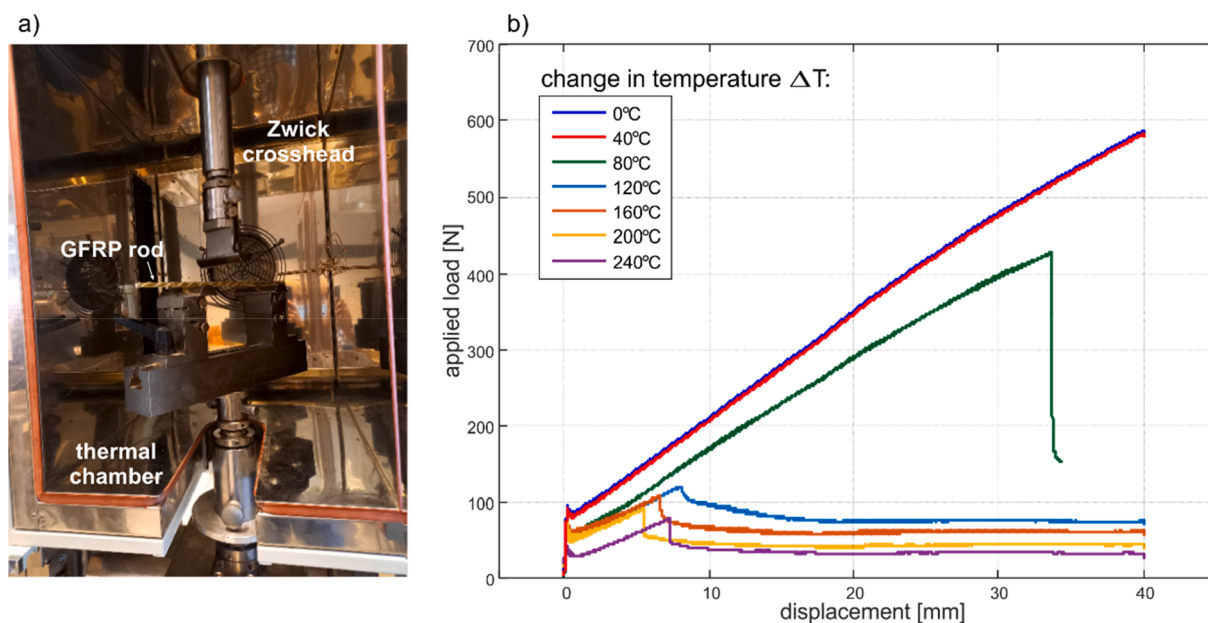 a)
Zwick
crosshead
GFRP rod
thermal
chamber
b)
700
600
500
400
300
200
100
0
applied load [N]
change in temperature ΔT:
0ºC
40ºC
80ºC
120ºC
160ºC
200ºC
240ºC
0
10
20
30
40
displacement [mm]